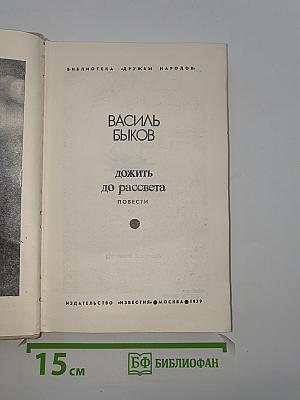 БИБЛИОТЕКА «ДРУЖБЫ НАРОДОВ»
ВАСИЛЬ
БЫКОВ
ДОЖИТЬ
ДО РАССВЕТА
ПОВЕСТИ
ИЗДАТЕЛЬСТВО «ИЗВЕСТИЯ» • МОСКВА • 1979
15 см
БФ БИБЛИОФАН